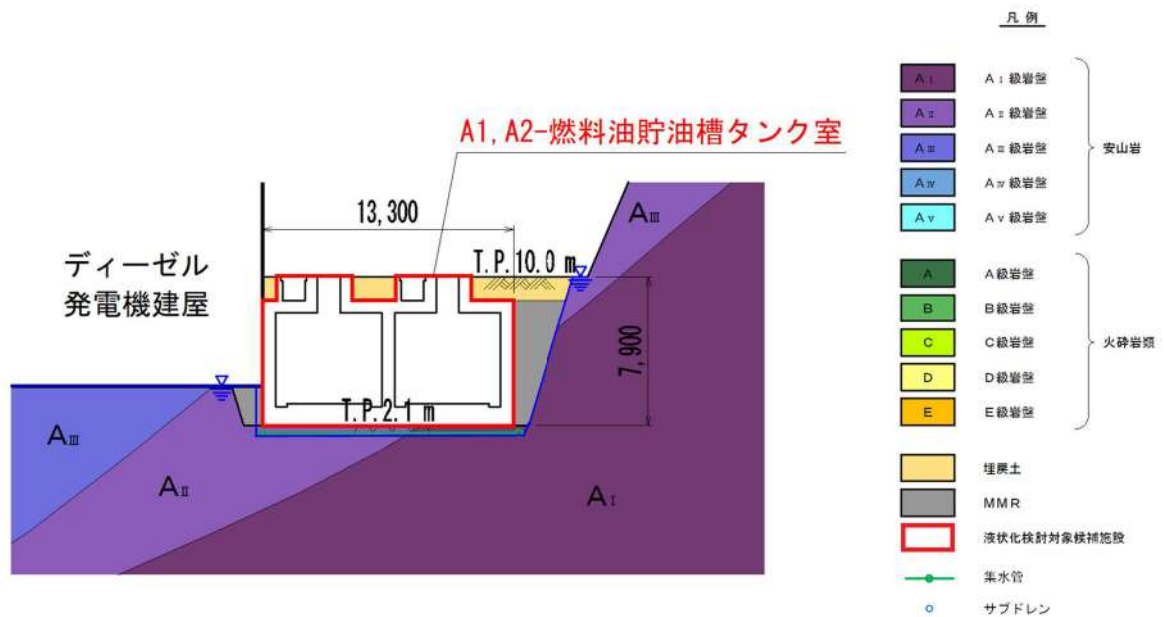 A1, A2-燃料油貯油槽タンク室
13,300
ディーゼル
発電機建屋
T.P.10.0 m
7,900
T.P.2.1 m
AⅢ
AⅢ
AⅡ
AⅠ
凡 例
AⅠ AⅠ級岩盤
AⅡ AⅡ級岩盤
AⅢ AⅢ級岩盤
AⅣ AⅣ級岩盤
AⅤ AⅤ級岩盤
安山岩
A A級岩盤
B B級岩盤
C C級岩盤
D D級岩盤
E E級岩盤
火砕岩類
埋戻土
MMR
液状化検討対象候補施設
集水管
サブドレン